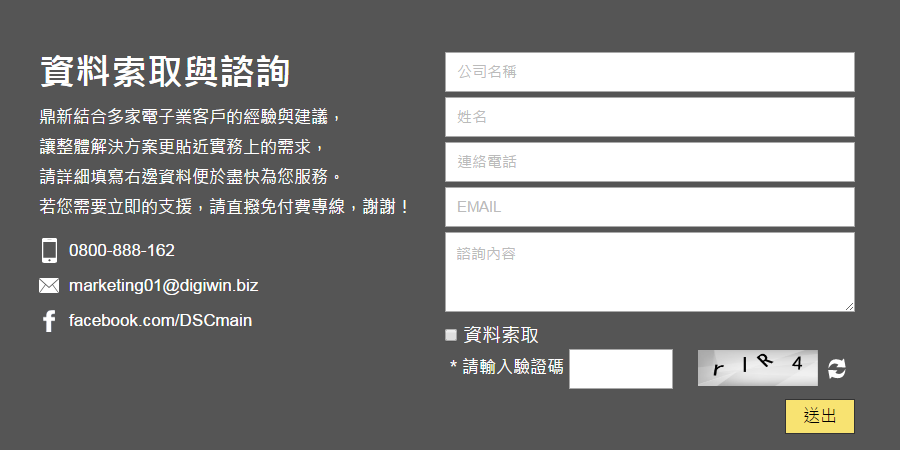 資料索取與諮詢
鼎新結合多家電子業客戶的經驗與建議，
讓整體解決方案更貼近實務上的需求，
請詳細填寫右邊資料便於盡快為您服務。
若您需要立即的支援，請直撥免付費專線，謝謝！
0800-888-162
marketing01@digiwin.biz
facebook.com/DSCmain
公司名稱
姓名
連絡電話
EMAIL
諮詢內容
資料索取
* 請輸入驗證碼
r I R 4
送出